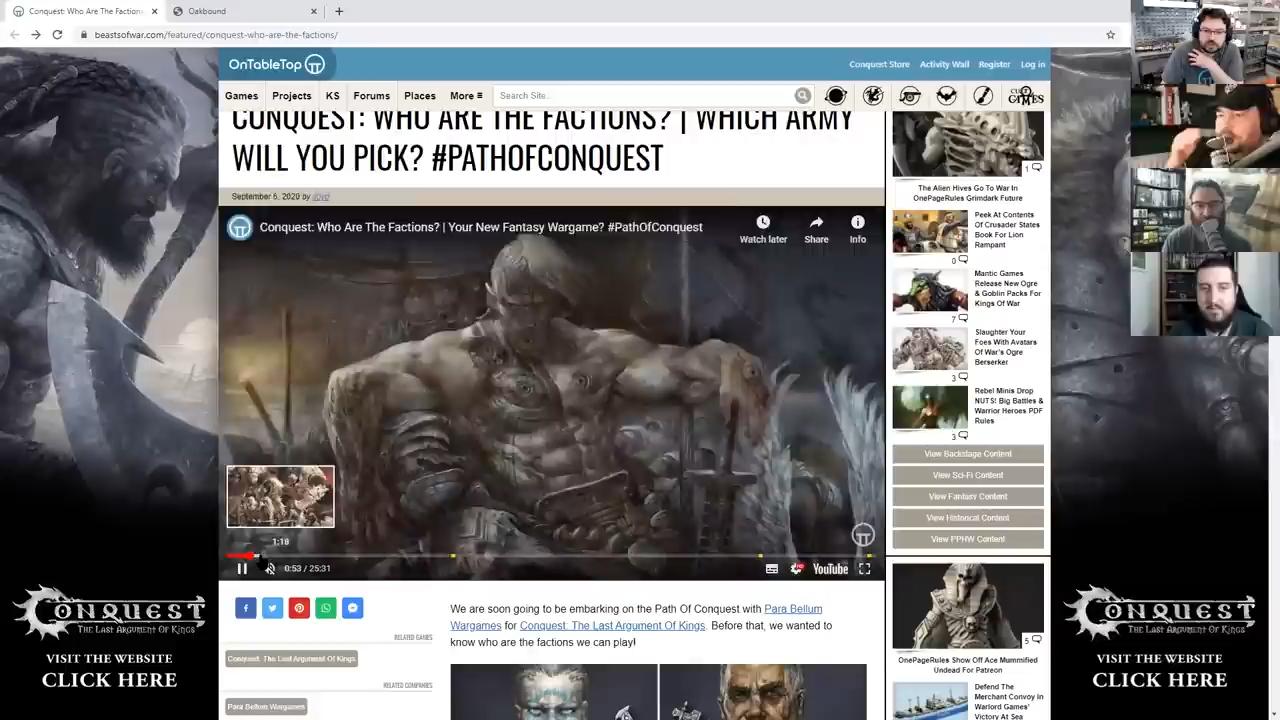 Conquest: Who Are The Faction
Oakbound
beastsofwar.com/featured/conquest-who-are-the-factions/
OnTableTop
Conquest Store Activity Wall Register Log in
Games Projects KS Forums Places More ≡ Search Site...
GAMES
CONQUEST: WHO ARE THE FACTIONS? | WHICH ARMY
WILL YOU PICK? #PATHOFCONQUEST
September 6, 2020 by
Conquest: Who Are The Factions? | Your New Fantasy Wargame? #PathOfConquest
Watch later Share Info
1:18
0:53 / 25:31
YouTube
We are soon going to be embarking on the Path Of Conquest with Para Bellum
Wargames for Conquest: The Last Argument Of Kings. Before that, we wanted to
know who are the factions we can play!
RELATED GAMES
Conquest: The Last Argument Of Kings
RELATED COMPANIES
Para Bellum Wargames
1
The Alien Hives Go To War In
OnePageRules Grimdark Future
Peek At Contents
Of Crusader States
Book For Lion
Rampant
0
Mantic Games
Release New Ogre
& Goblin Packs For
Kings Of War
7
Slaughter Your
Foes With Avatars
Of War's Ogre
Berserker
3
Rebel Minis Drop
NUTS! Big Battles &
Warrior Heroes PDF
Rules
3
View Backstage Content
View Sci-Fi Content
View Fantasy Content
View Historical Content
View PPHW Content
5
OnePageRules Show Off Ace Mummified
Undead For Patreon
Defend The
Merchant Convoy In
Warlord Games'
Victory At Sea
CONQUEST
THE LAST ARGUMENT OF KINGS
VISIT THE WEBSITE
CLICK HERE
CONQUEST
THE LAST ARGUMENT OF KINGS
VISIT THE WEBSITE
CLICK HERE